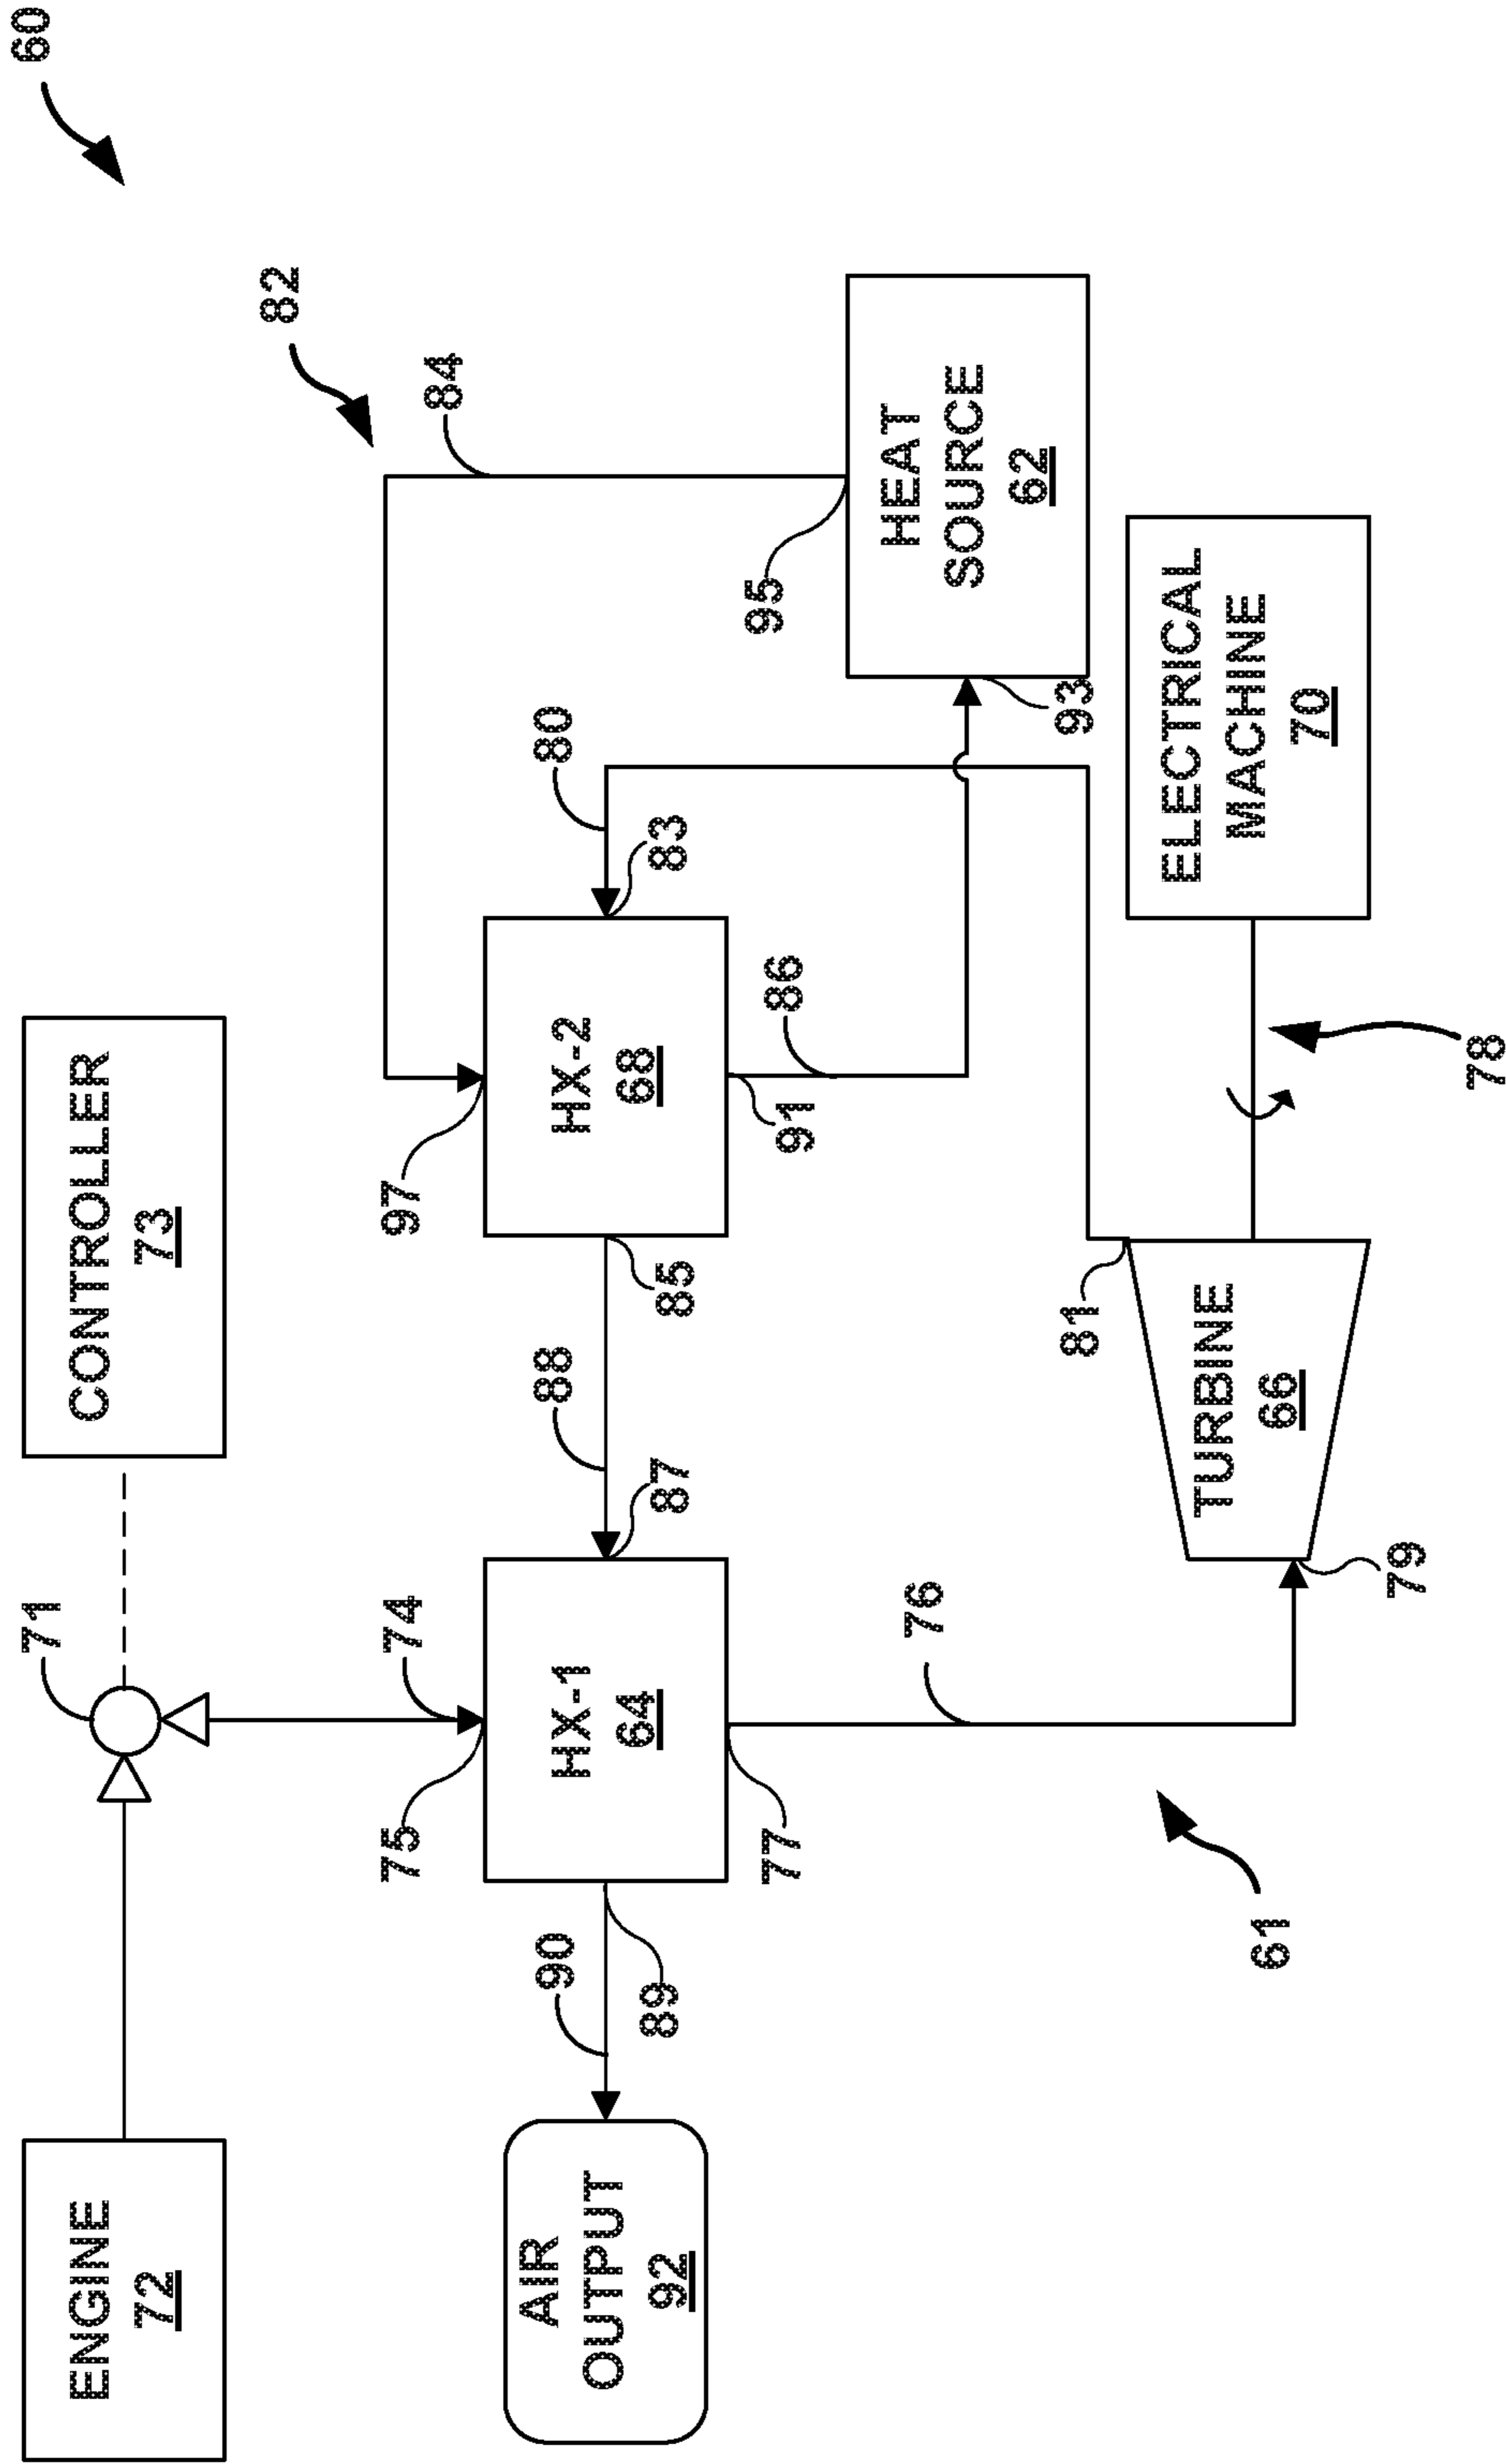 60
ENGINE
72
71
CONTROLLER
73
82
75
74
97
84
AIR
OUTPUT
92
90
89
HX-1
64
87
88
85
HX-2
68
83
80
77
76
91
86
95
HEAT
SOURCE
62
93
61
79
TURBINE
66
81
78
ELECTRICAL
MACHINE
70